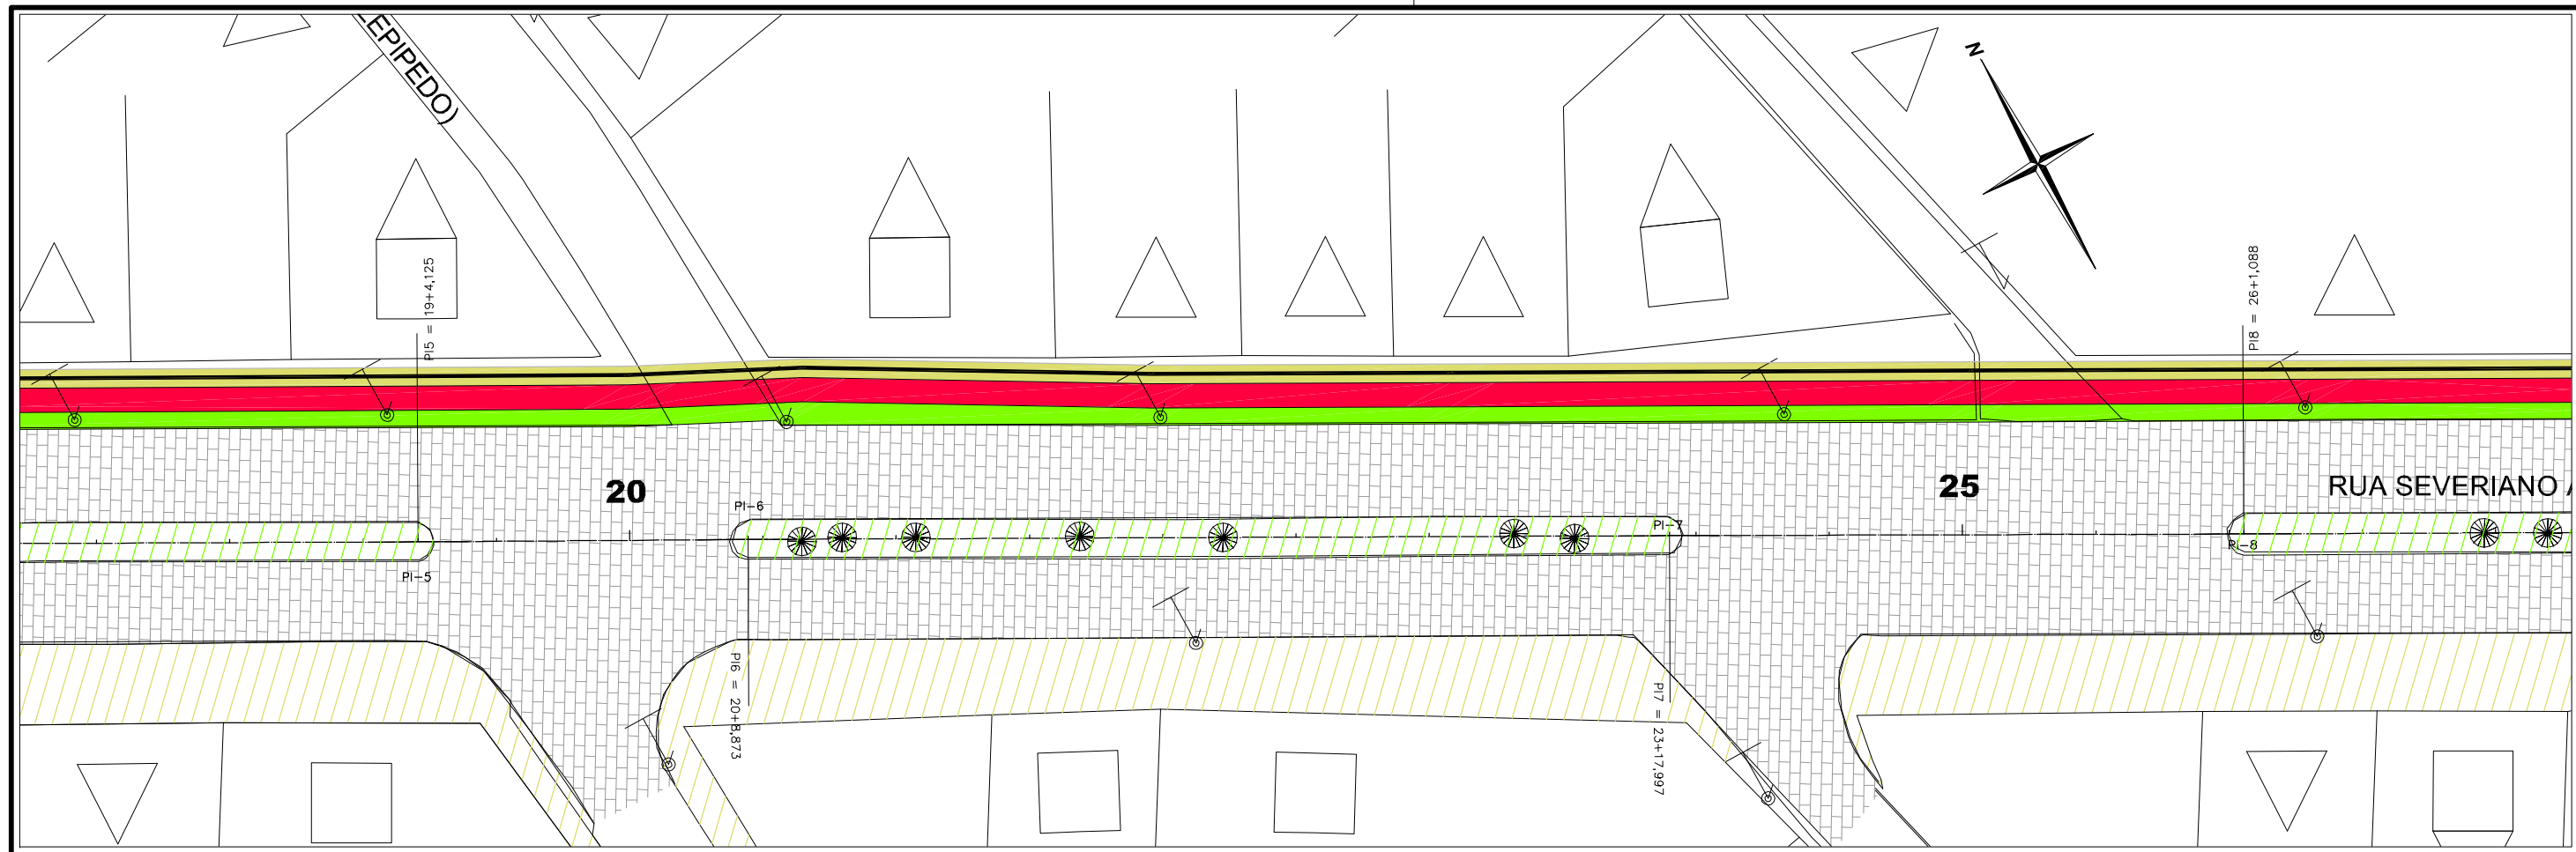 EPIPEDO)
N
PI5 = 19+4,125
PI8 = 26+1,088
20
25
RUA SEVERIANO
PI-6
PI-7
PI-8
PI-5
PI6 = 20+8,873
PI7 = 23+17,997